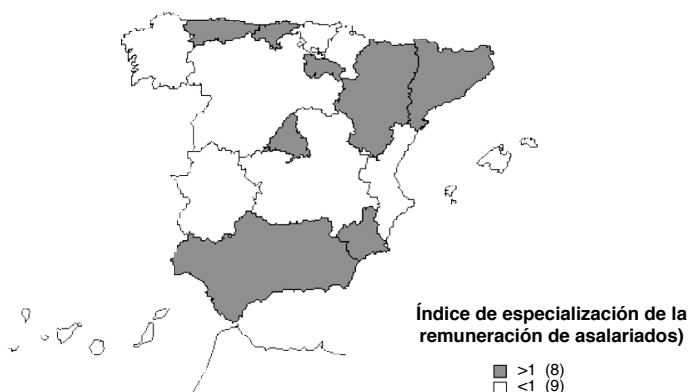 Índice de especialización de la
remuneración de asalariados)
>1 (8)
<1 (9)